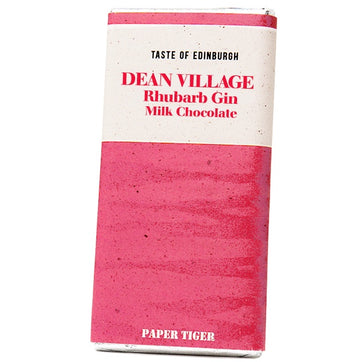 TASTE OF EDINBURGH
DEAN VILLAGE
Rhubarb Gin
Milk Chocolate
PAPER TIGER